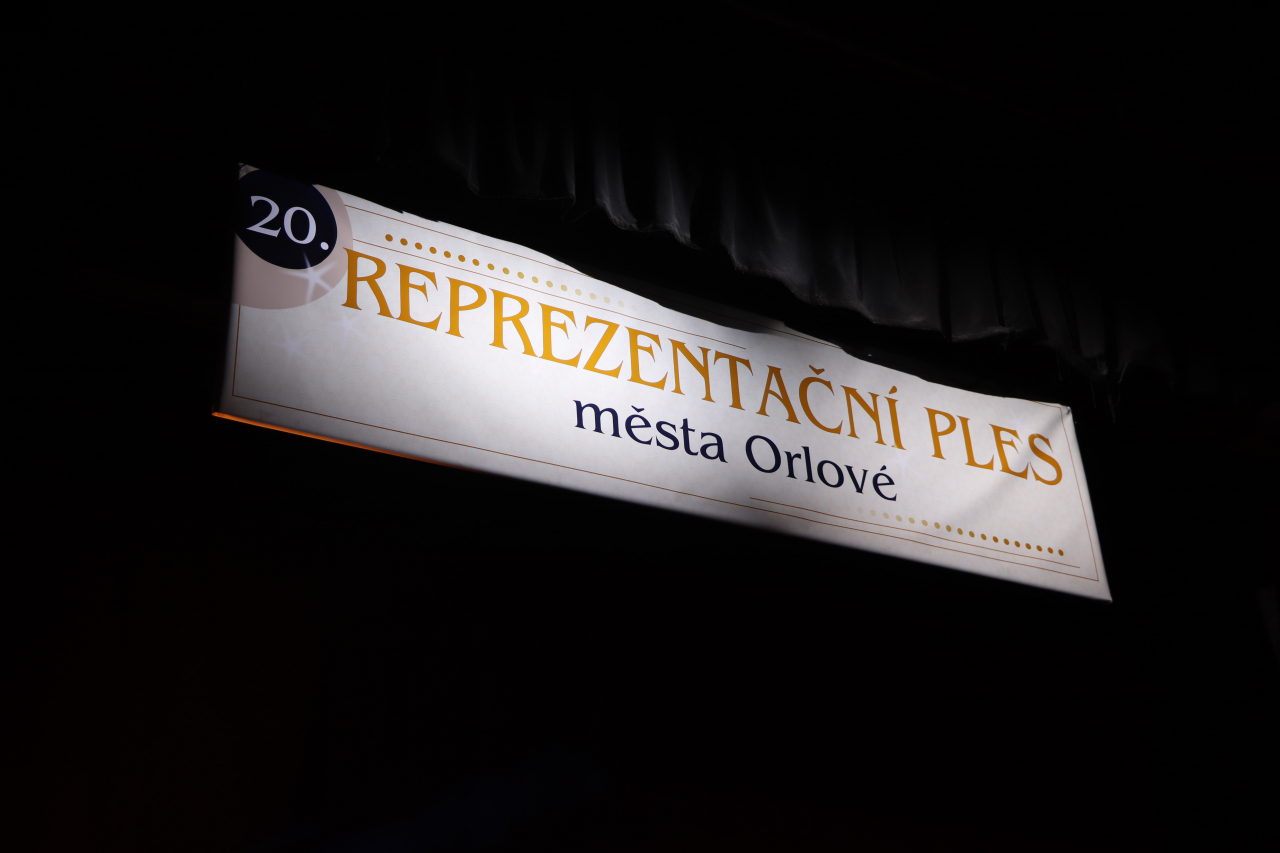 20.
REPREZENTAČNÍ PLES
města Orlové